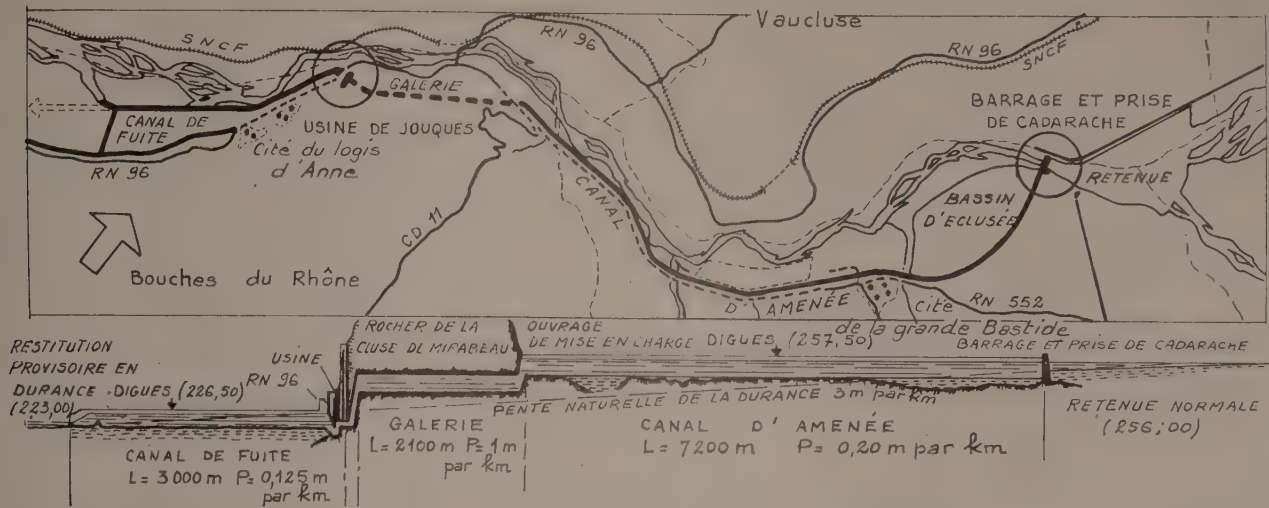 Vaucluse
SNCF
RN 96
RN 96
SNCF
GALERIE
BARRAGE ET PRISE
DE CADARACHE
CANAL DE
FUITE
USINE DE JOUQUES
Cité du logis
d'Anne
RN 96
RETENUE
BASSIN
D'ECLUSÉE
CANAL
CD 11
Bouches du Rhône
D' AMENÉE
Cité
de la grande Bastide
RN 552
RESTITUTION
PROVISOIRE EN
DURANCE
(223,00)
DIGUES (226,50)
USINE
RN 96
ROCHER DE LA
CLUSE DE MIRABEAU
OUVRAGE
DE MISE EN CHARGE
DIGUES (257,50)
BARRAGE ET PRISE DE CADARACHE
PENTE NATURELLE DE LA DURANCE 3m par km
RETENUE NORMALE
(256,00)
CANAL DE FUITE
L= 3000 m P= 0,125 m
par km
GALERIE
L= 2100 m P= 1 m
par km
CANAL D' AMENÉE
L= 7200 m P= 0,20 m par km